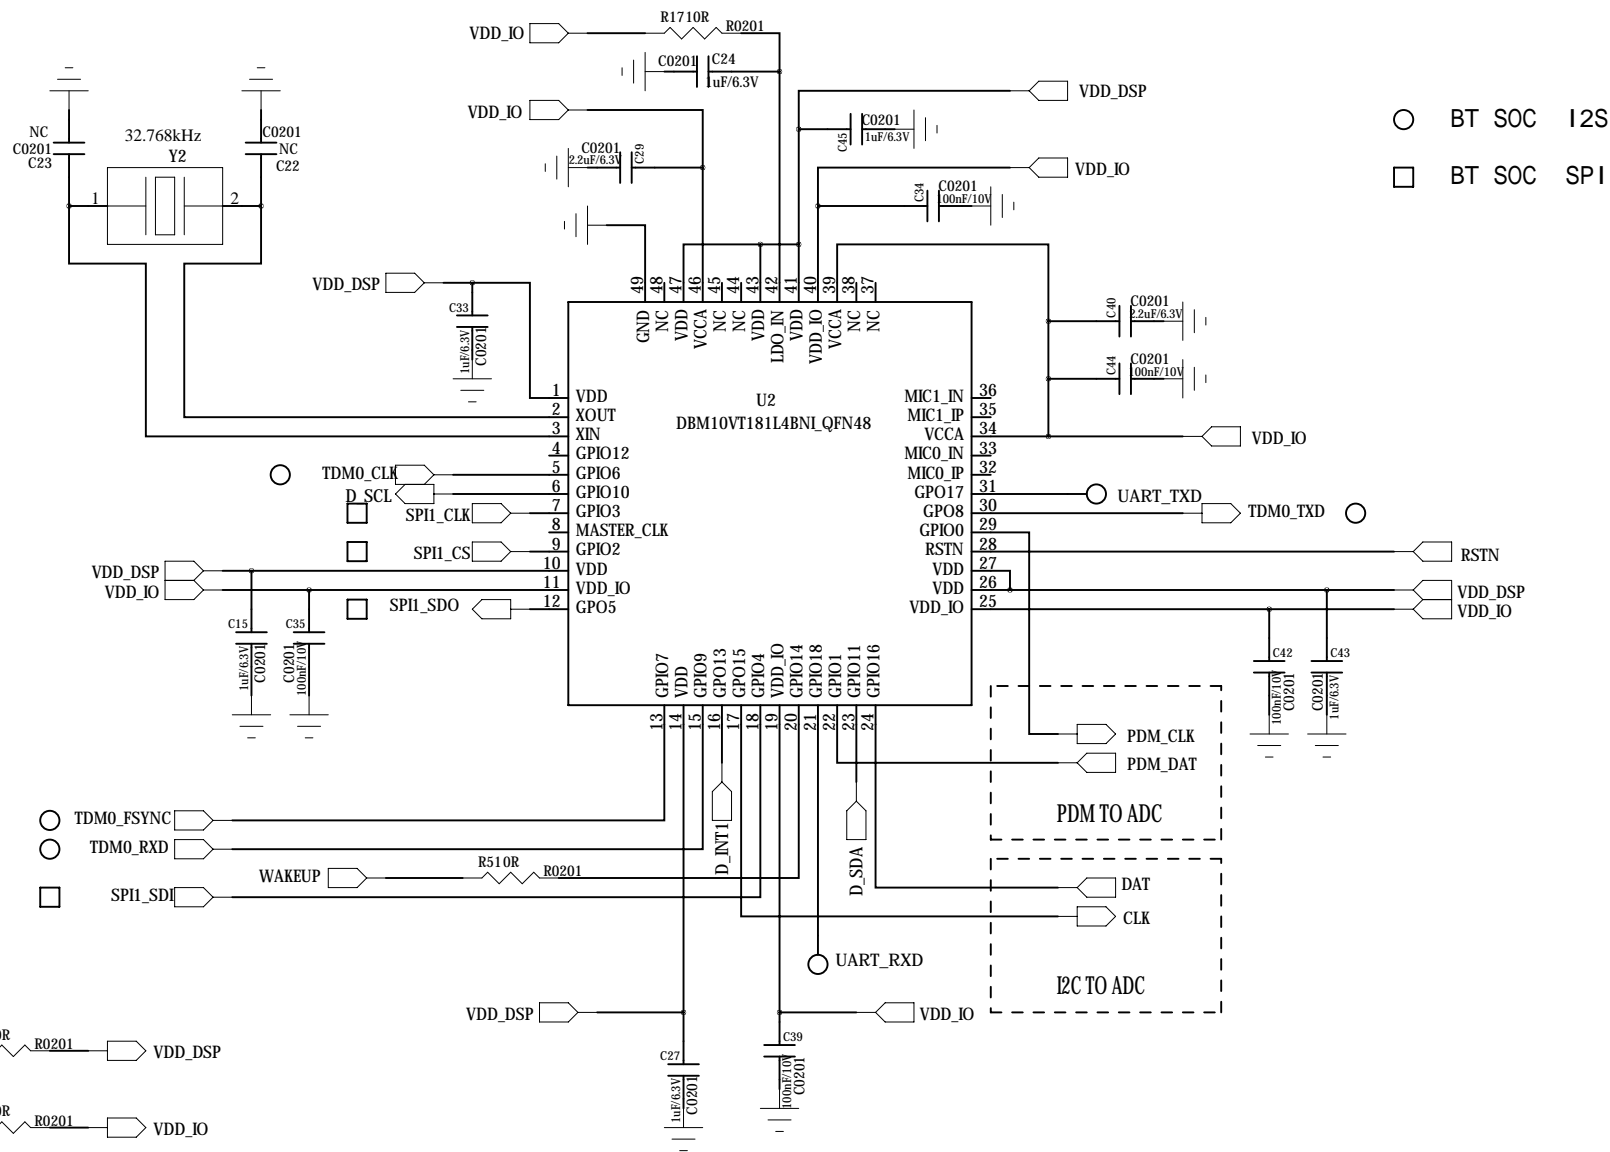 R1710R
VDD_IO
R0201
C0201 C24
1uF/6.3V
VDD_DSP
VDD_IO
C45
C0201
1uF/6.3V
BT SOC I2S
NC
C0201
C23
32.768kHz
Y2
C0201
NC
C22
C0201
2.2uF/6.3V
C29
VDD_IO
BT SOC SPI
C34
C0201
100nF/10V
1
2
VDD_DSP
C33
1uF/6.3V
C0201
49
48
47
46
45
44
43
42
41
40
39
38
37
GND
NC
VDD
VCCA
NC
NC
VDD
LDO_IN
VDD
VDD_IO
VCCA
NC
NC
C40
C0201
2.2uF/6.3V
C44
C0201
100nF/10V
U2
DBM10VT181L4BNI_QFN48
1 VDD
2 XOUT
3 XIN
4 GPIO12
TDM0_CLK 5 GPIO6
D_SCL 6 GPIO10
SPI1_CLK 7 GPIO3
8 MASTER_CLK
SPI1_CS 9 GPIO2
VDD_DSP 10 VDD
VDD_IO 11 VDD_IO
SPI1_SDO 12 GPO5
MIC1_IN 36
MIC1_IP 35
VCCA 34 VDD_IO
MIC0_IN 33
MIC0_IP 32
GPO17 31 UART_TXD
GPO8 30 TDM0_TXD
GPIO0 29
RSTN 28 RSTN
VDD 27
VDD 26 VDD_DSP
VDD_IO 25 VDD_IO
C15
1uF/6.3V
C0201
C35
C0201
100nF/10V
C42
100nF/10V
C0201
C43
C0201
1uF/6.3V
GPIO7
VDD
GPIO9
GPO13
GPO15
GPIO4
VDD_IO
GPIO14
GPIO18
GPIO1
GPIO11
GPIO16
13
14
15
16
17
18
19
20
21
22
23
24
PDM_CLK
PDM_DAT
PDM TO ADC
TDM0_FSYNC
TDM0_RXD
D_INT1
D_SDA
R510R
WAKEUP
R0201
SPI1_SDI
DAT
CLK
UART_RXD
I2C TO ADC
VDD_DSP
VDD_IO
C27
1uF/6.3V
C0201
C39
100nF/10V
C0201
0R
R0201 VDD_DSP
0R
R0201 VDD_IO